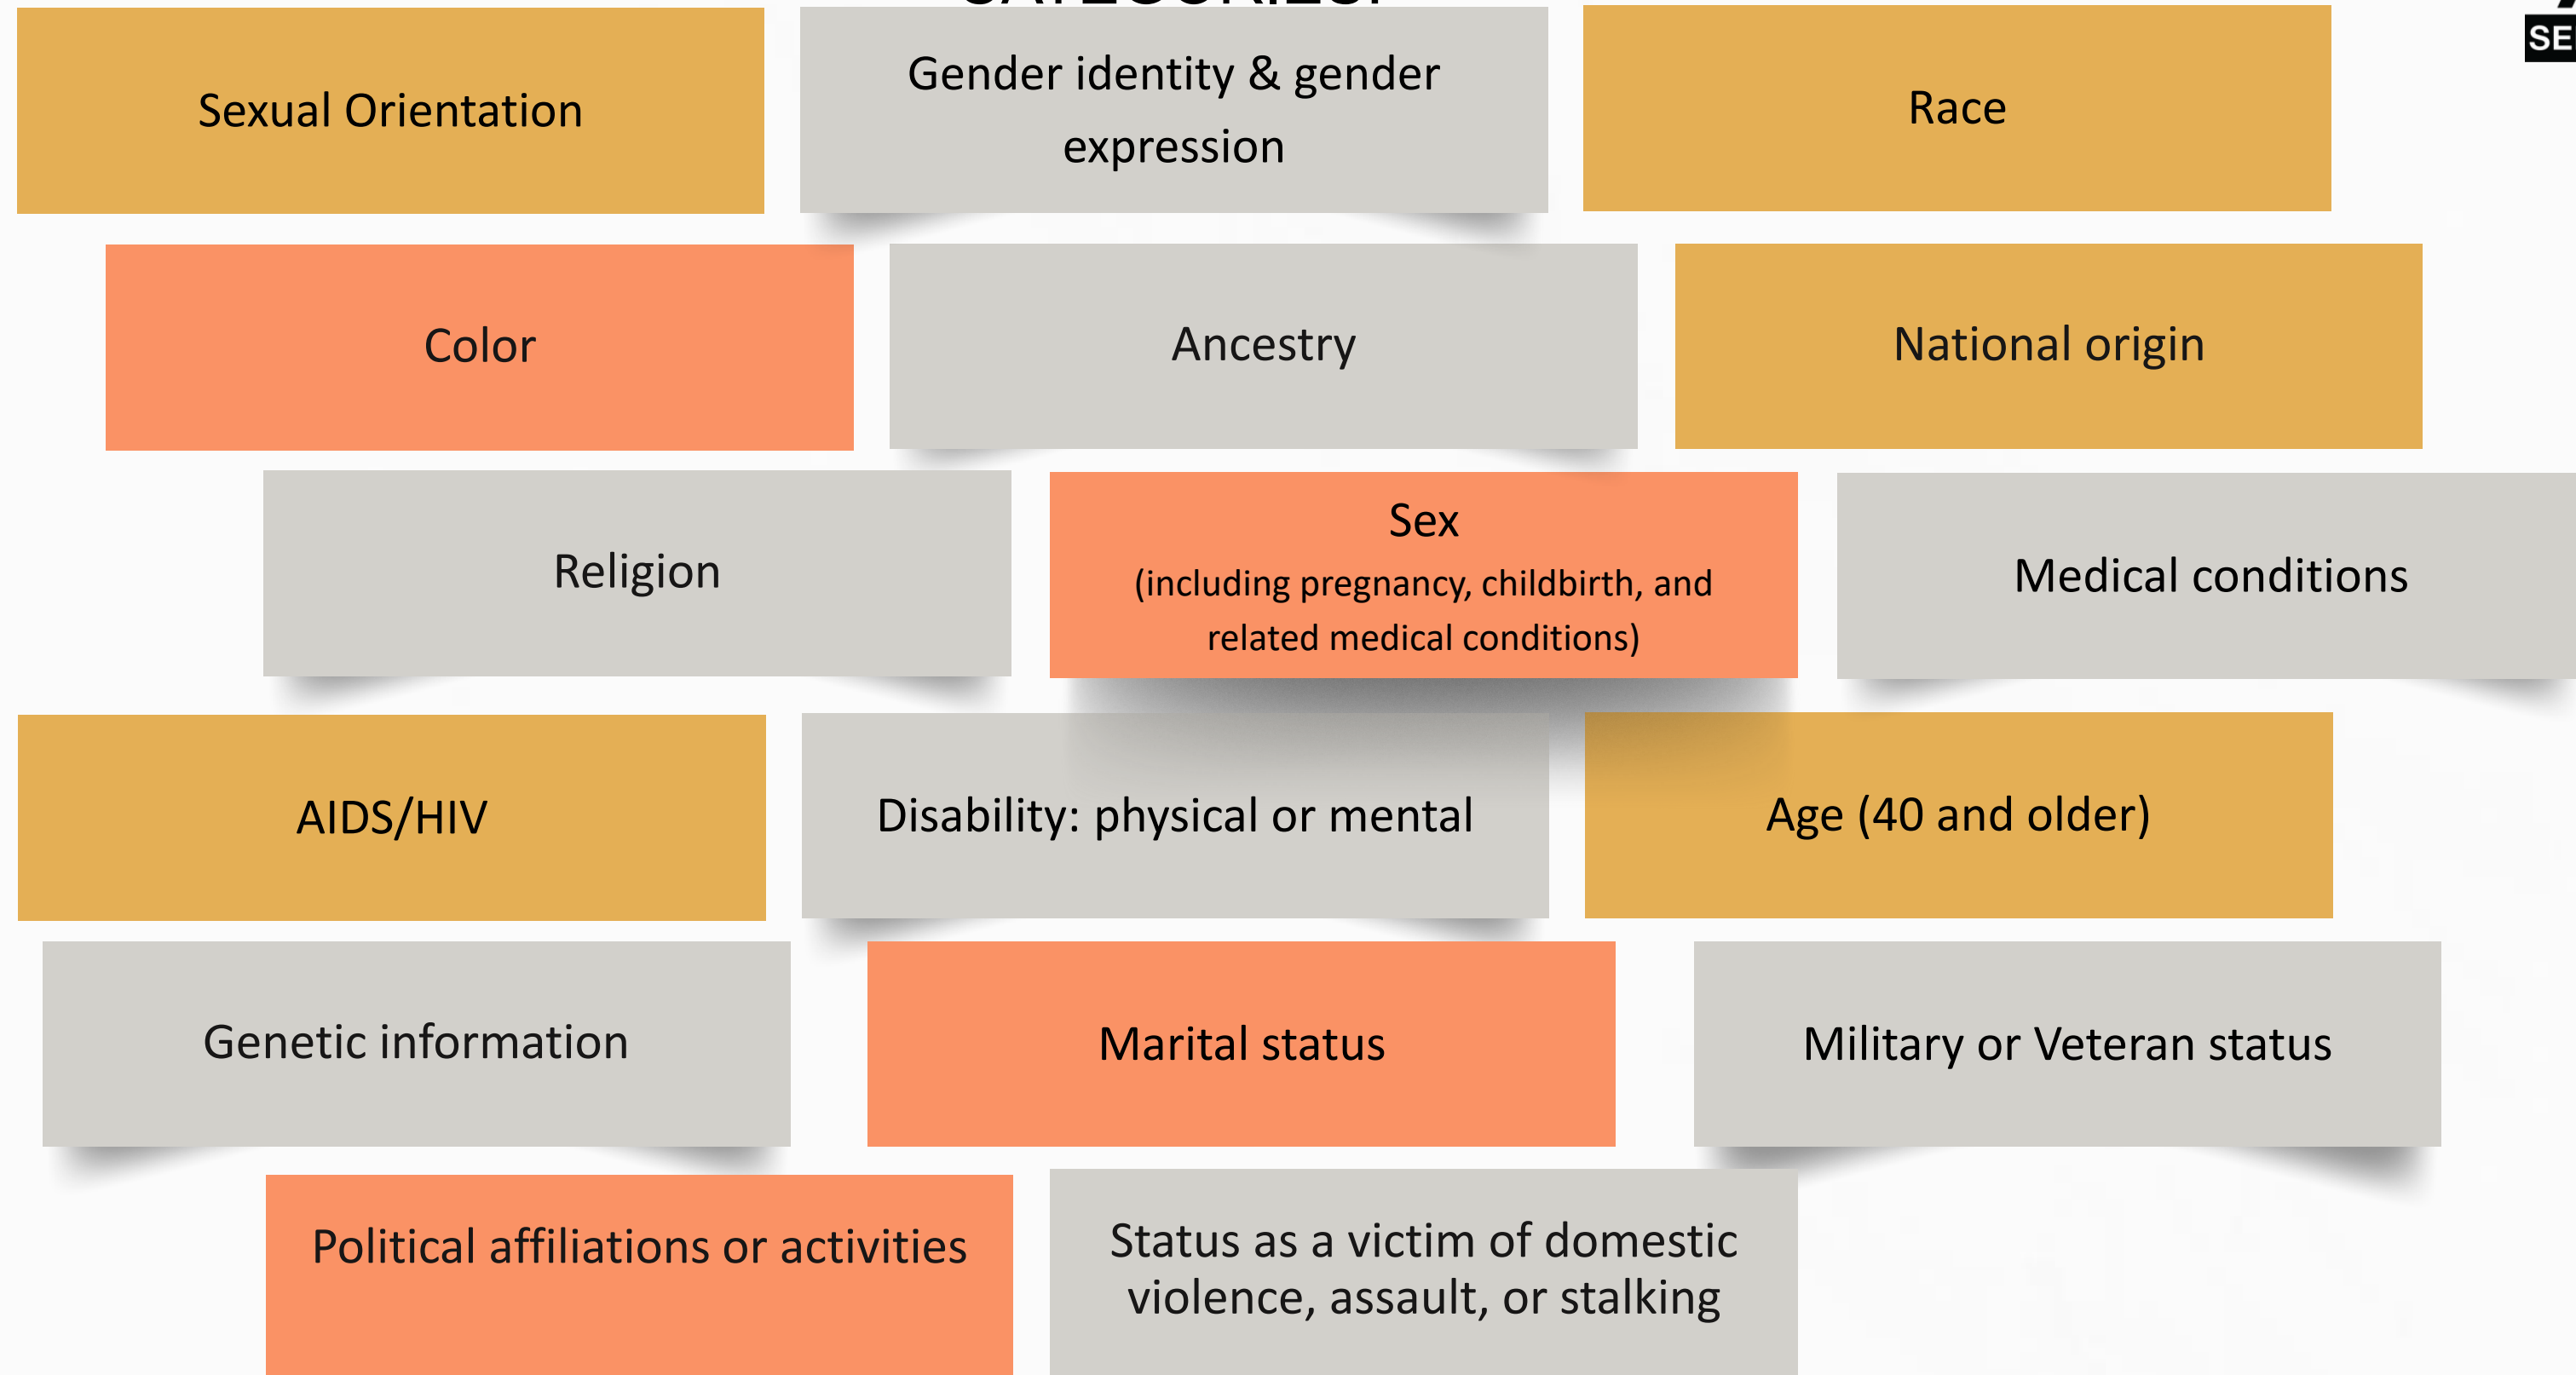 CATEGORIES:
SE
Sexual Orientation
Gender identity & gender
expression
Race
Color
Ancestry
National origin
Religion
Sex
(including pregnancy, childbirth, and
related medical conditions)
Medical conditions
AIDS/HIV
Disability: physical or mental
Age (40 and older)
Genetic information
Marital status
Military or Veteran status
Political affiliations or activities
Status as a victim of domestic
violence, assault, or stalking